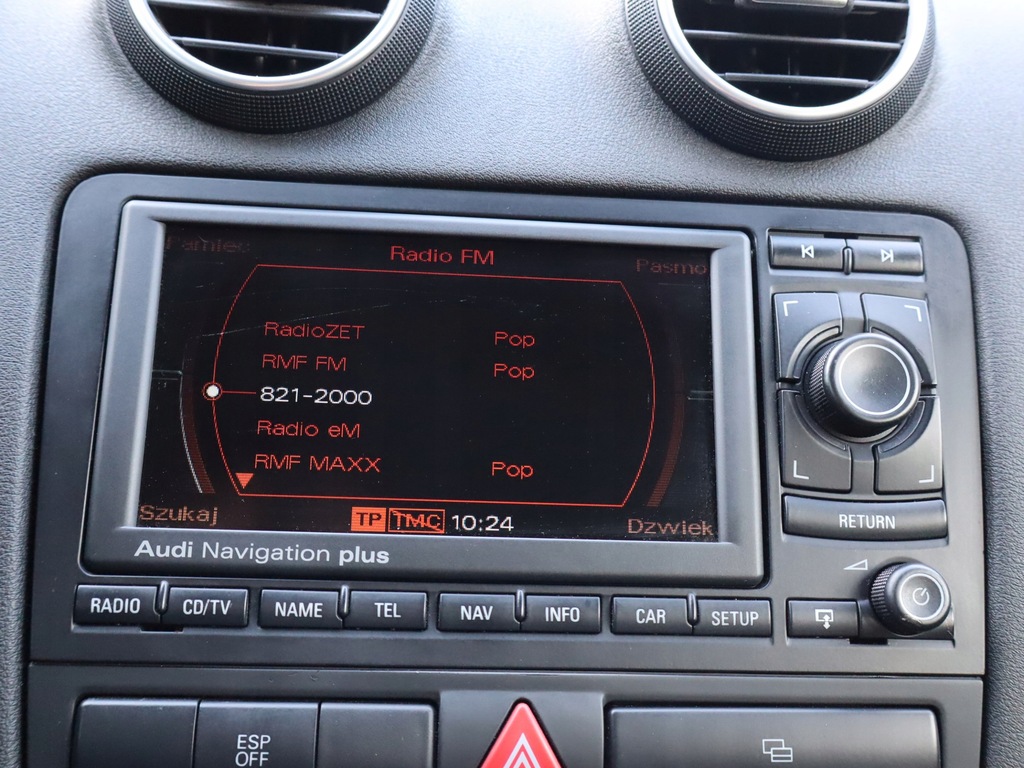 Pamiec
Radio FM
Pasmo
RadioZET Pop
RMF FM Pop
821-2000
Radio eM
RMF MAXX Pop
Szukaj
TP TMC 10:24
Dzwiek
Audi Navigation plus
RETURN
RADIO CD/TV NAME TEL NAV INFO CAR SETUP
ESP
OFF